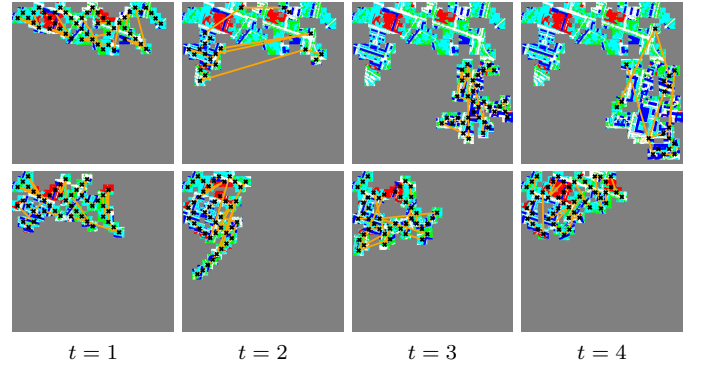 t = 1 t = 2 t = 3 t = 4